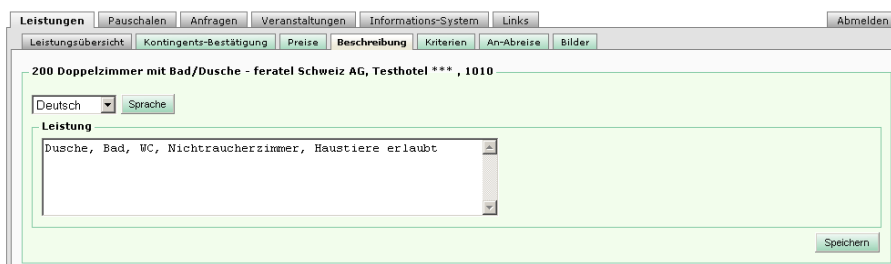 Leistungen Pauschalen Anfragen Veranstaltungen Informations-System Links Abmelden
Leistungsübersicht Kontingents-Bestätigung Preise Beschreibung Kriterien An-Abreise Bilder
200 Doppelzimmer mit Bad/Dusche - feratel Schweiz AG, Testhotel *** , 1010
Deutsch Sprache
Leistung
Dusche, Bad, WC, Nichtraucherzimmer, Haustiere erlaubt
Speichern